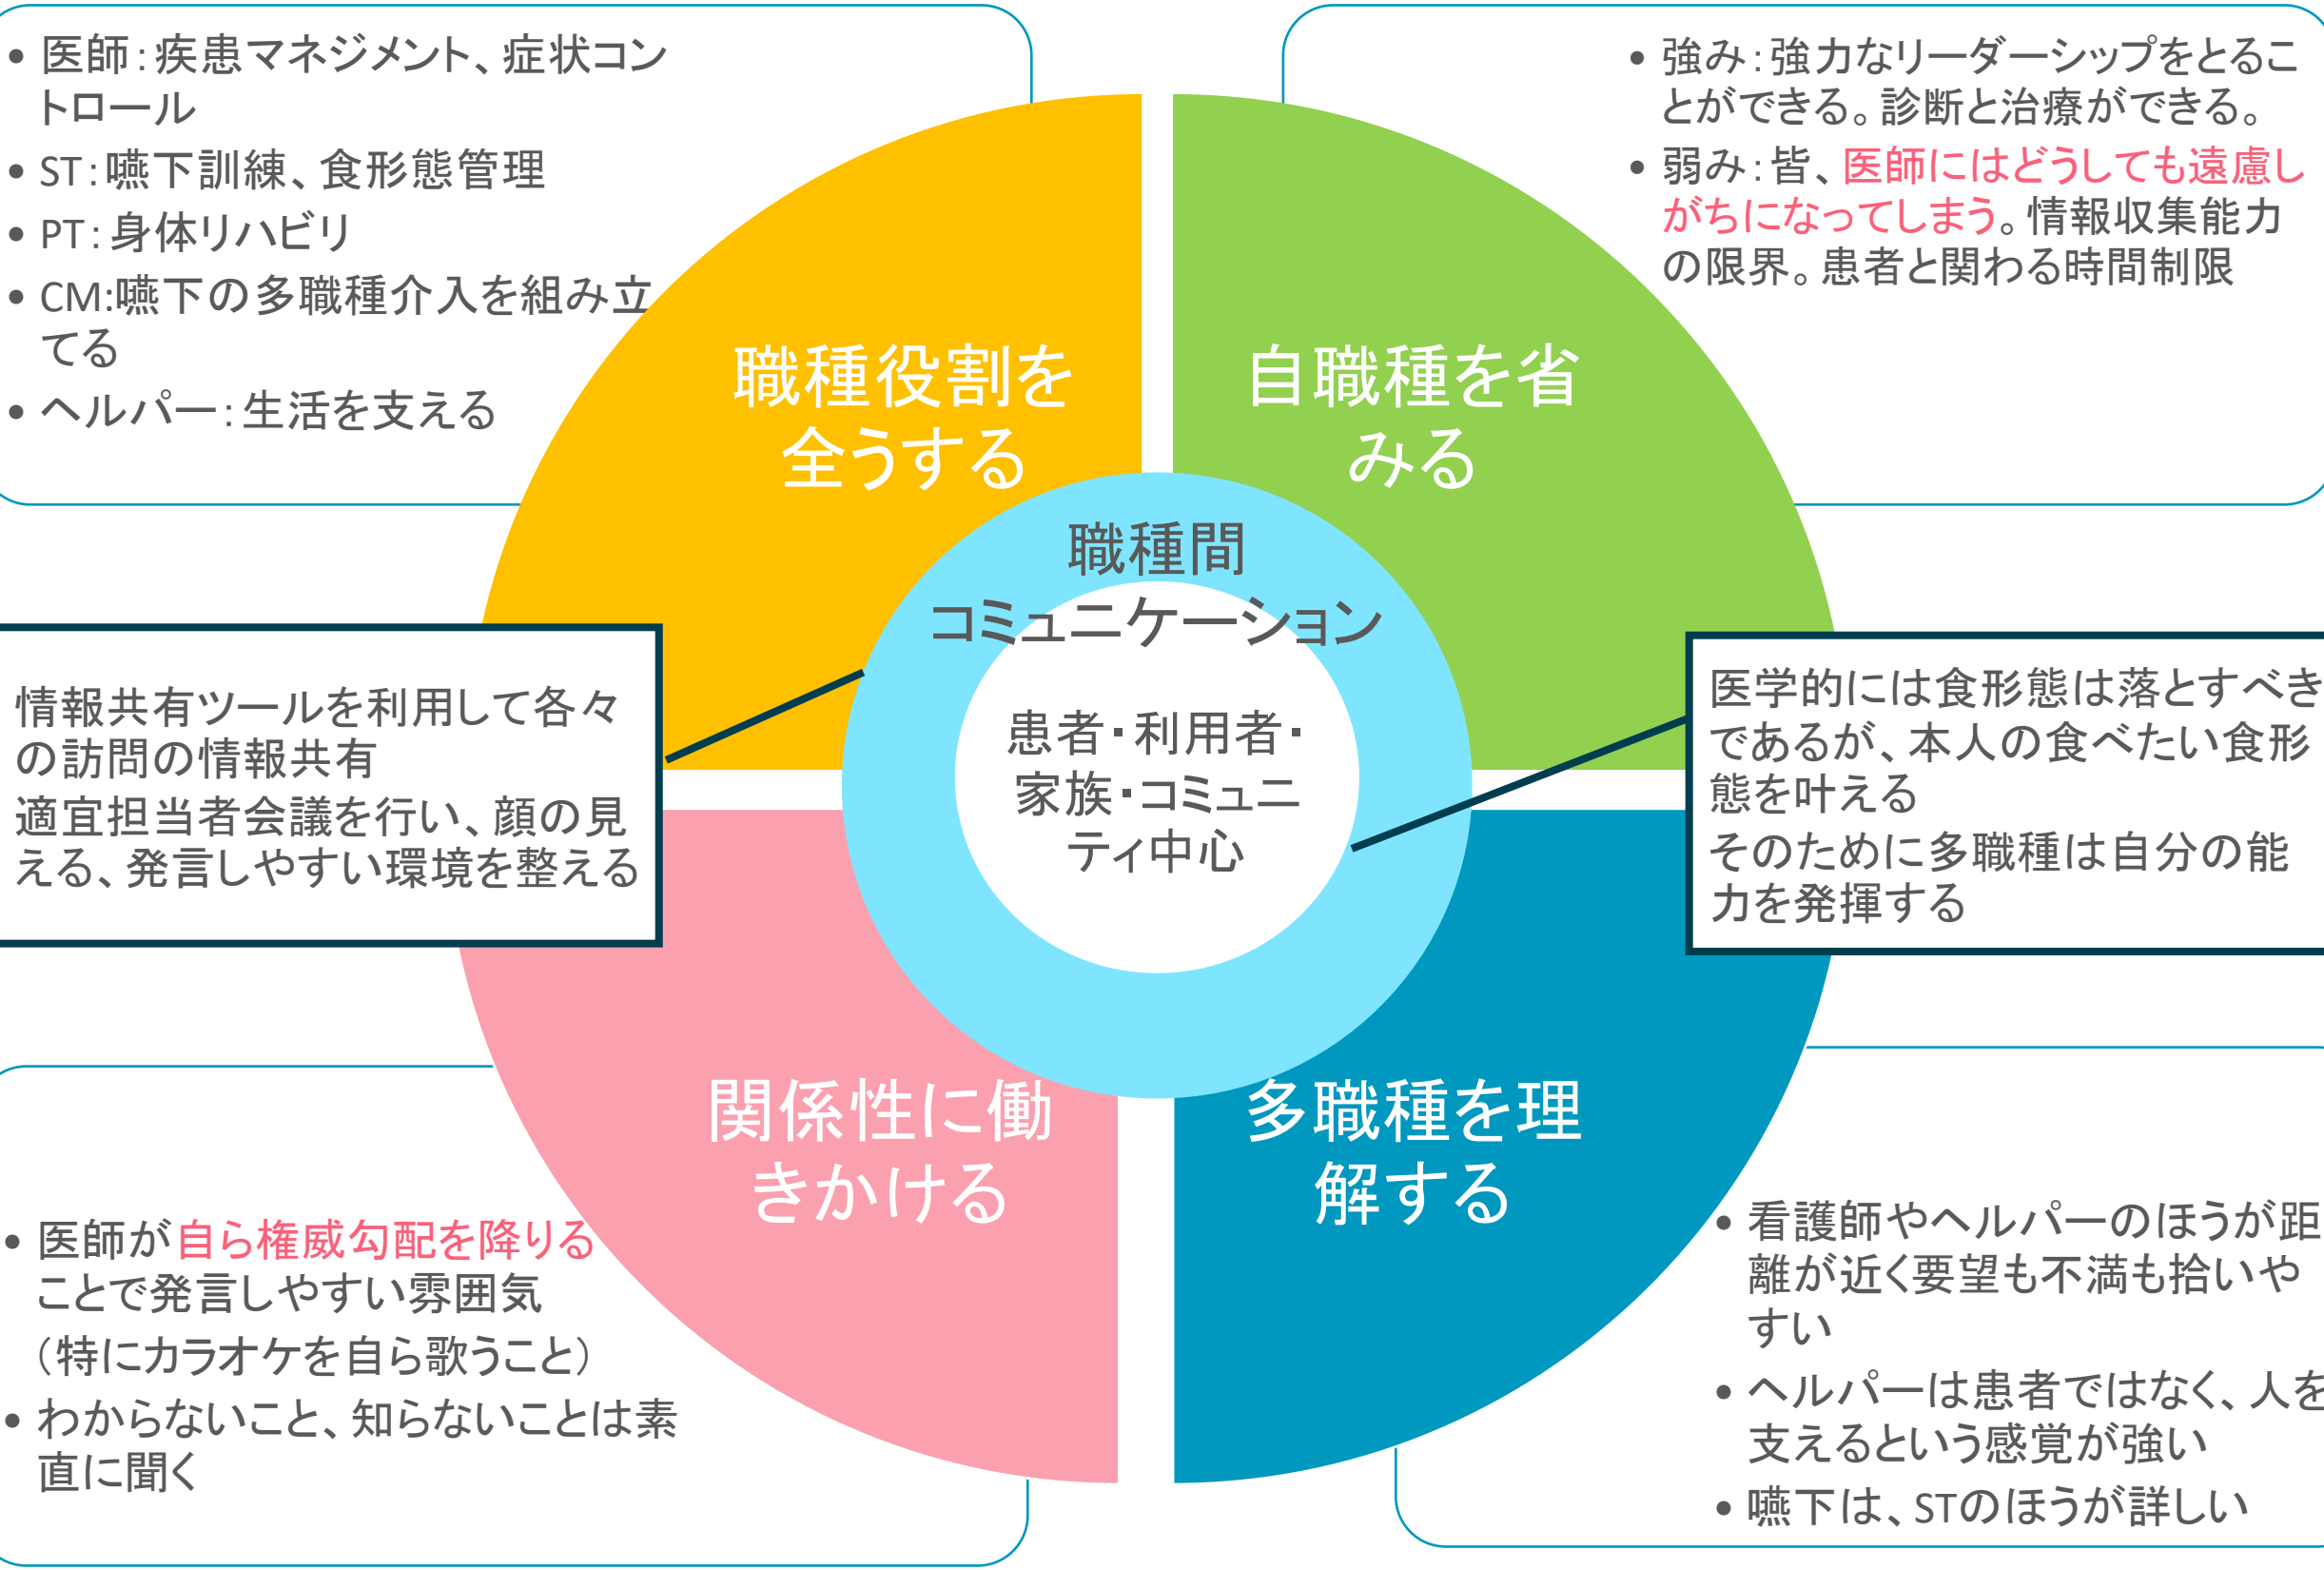 • 医師：疾患マネジメント、症状コン
トロール
• ST：嚥下訓練、食形態管理
• PT：身体リハビリ
• CM:嚥下の多職種介入を組み立
てる
• ヘルパー：生活を支える
• 強み：強力なリーダーシップをとるこ
とができる。診断と治療ができる。
• 弱み：皆、医師にはどうしても遠慮し
がちになってしまう。情報収集能力
の限界。患者と関わる時間制限
職種役割を
全うする
自職種を省
みる
職種間
コミュニケーション
患者・利用者・
家族・コミュニ
ティ中心
情報共有ツールを利用して各々
の訪問の情報共有
適宜担当者会議を行い、顔の見
える、発言しやすい環境を整える
医学的には食形態は落とすべき
であるが、本人の食べたい食形
態を叶える
そのために多職種は自分の能
力を発揮する
関係性に働
きかける
多職種を理
解する
• 医師が自ら権威勾配を降りる
ことで発言しやすい雰囲気
（特にカラオケを自ら歌うこと）
• わからないこと、知らないことは素
直に聞く
• 看護師やヘルパーのほうが距
離が近く要望も不満も拾いや
すい
• ヘルパーは患者ではなく、人を
支えるという感覚が強い
• 嚥下は、STのほうが詳しい